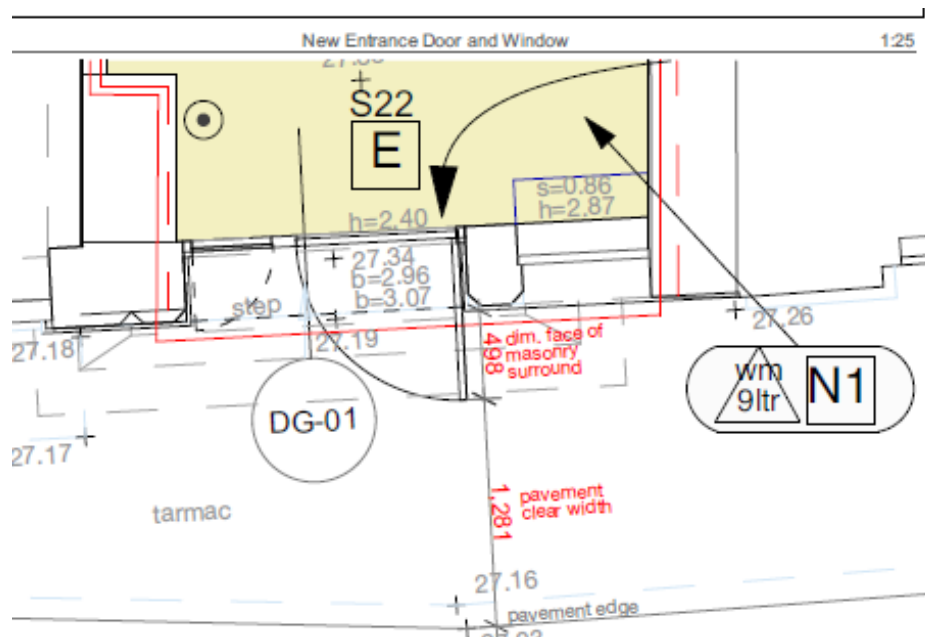 New Entrance Door and Window
1:25
S22
E
s=0.86
h=2.87
h=2.40
27.34
b=2.96
b=3.07
step
27.18
27.19
27.26
498
dim. face of
masonry
surround
wm
9ltr
N1
DG-01
27.17
tarmac
1,281
pavement
clear width
27.16
pavement edge